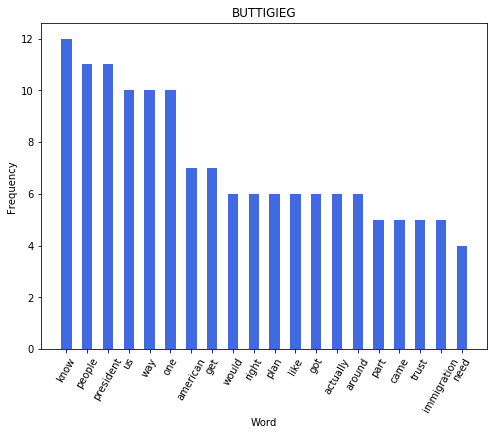 BUTTIGIEG
12
10
8
6
4
2
0
Frequency
know
people
president
us
way
one
american
get
would
right
plan
like
got
actually
around
part
came
trust
immigration
need
Word